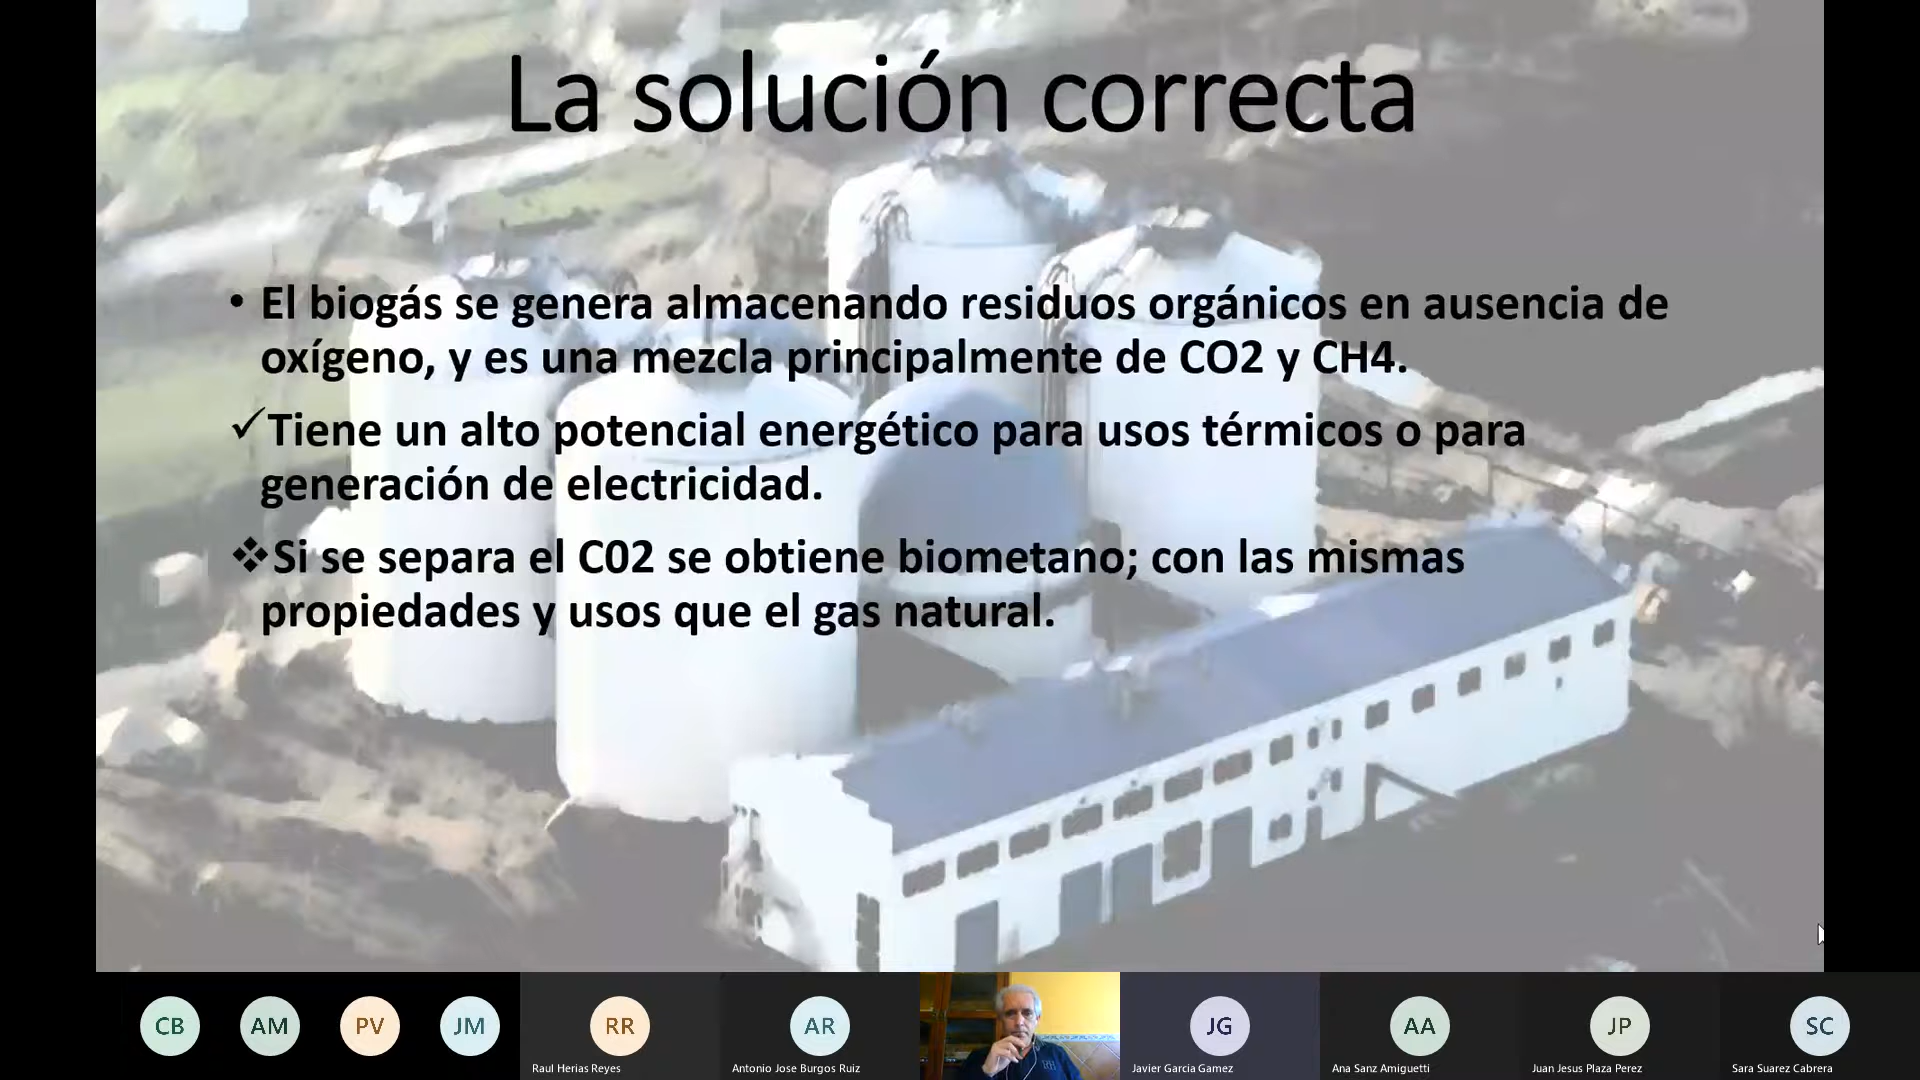 La solución correcta
• El biogás se genera almacenando residuos orgánicos en ausencia de
oxígeno, y es una mezcla principalmente de CO2 y CH4.
✓Tiene un alto potencial energético para usos térmicos o para
generación de electricidad.
❖Si se separa el C02 se obtiene biometano; con las mismas
propiedades y usos que el gas natural.
CB
AM
PV
JM
RR
Raul Herias Reyes
AR
Antonio Jose Burgos Ruiz
JG
Javier Garcia Gamez
AA
Ana Sanz Amiguetti
JP
Juan Jesus Plaza Perez
SC
Sara Suarez Cabrera